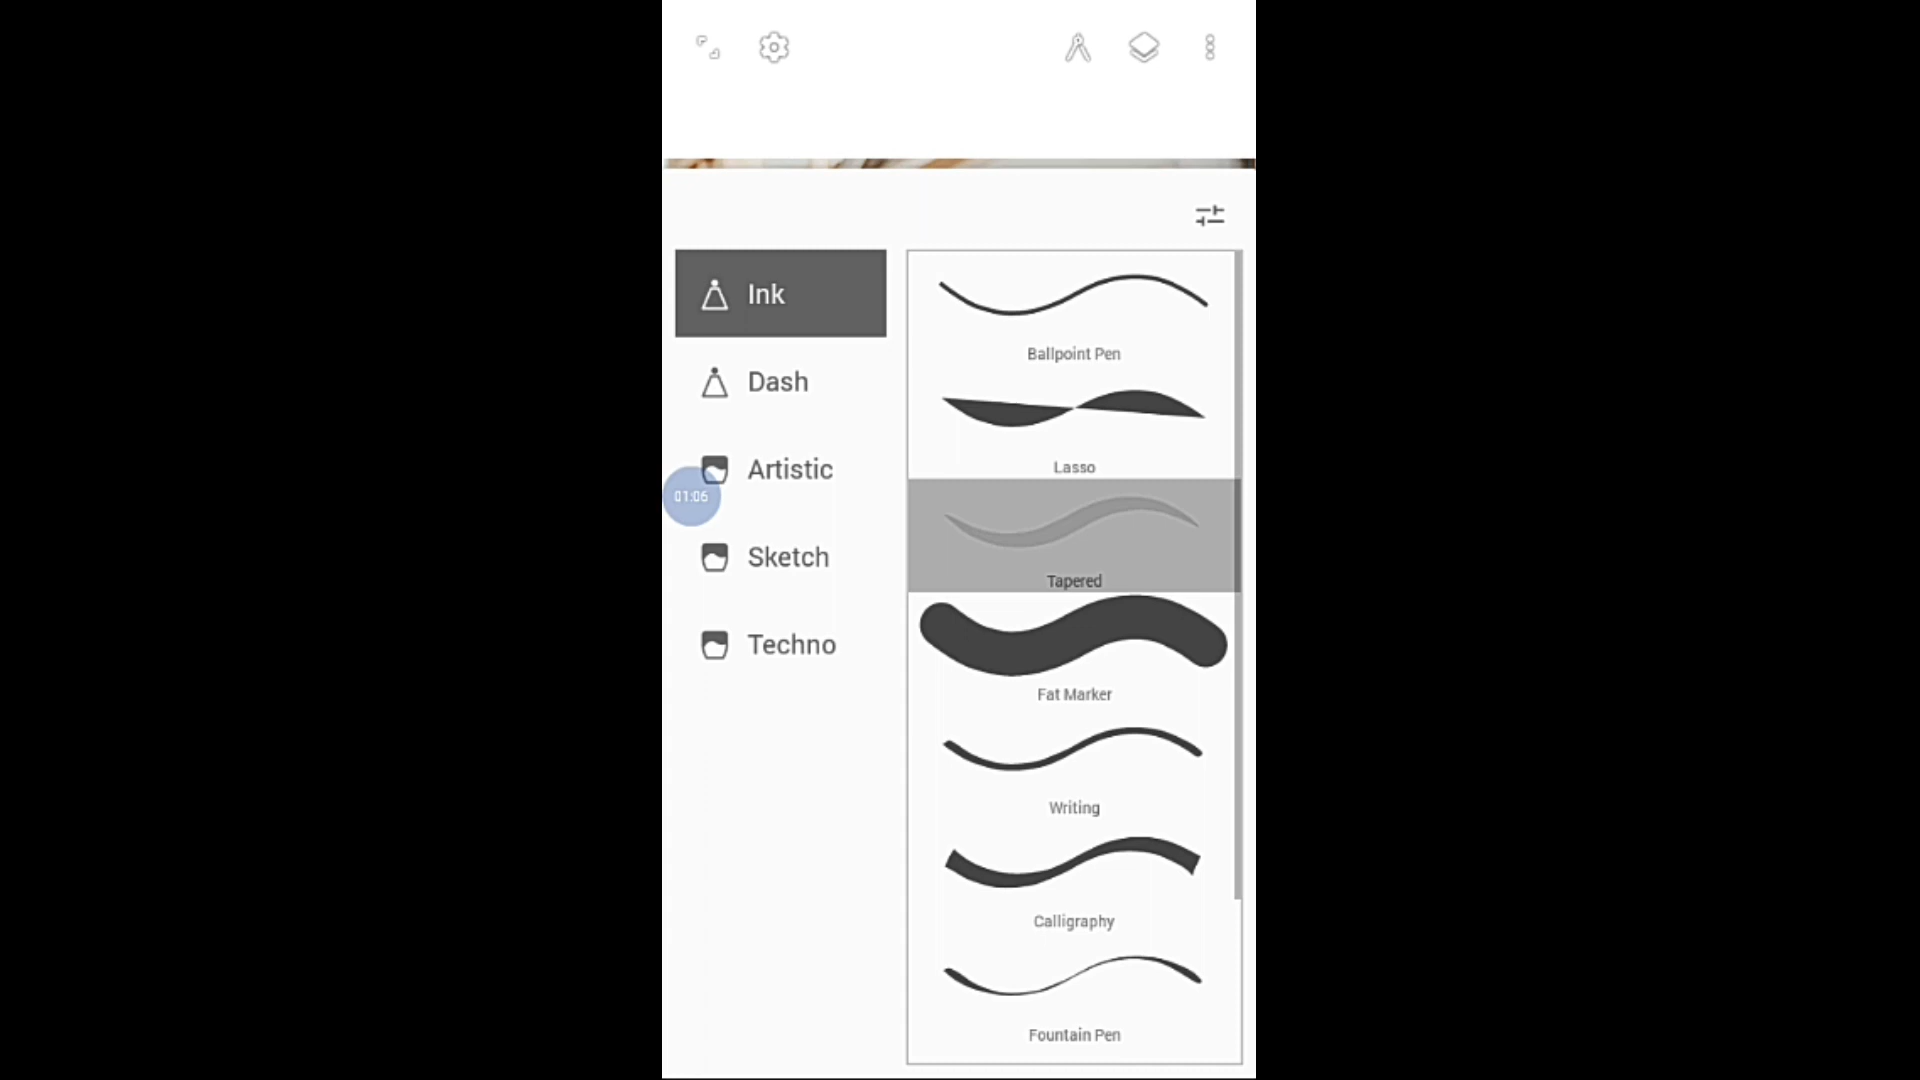 Ink
Dash
Artistic
01:06
Sketch
Techno
Ballpoint Pen
Lasso
Tapered
Fat Marker
Writing
Calligraphy
Fountain Pen